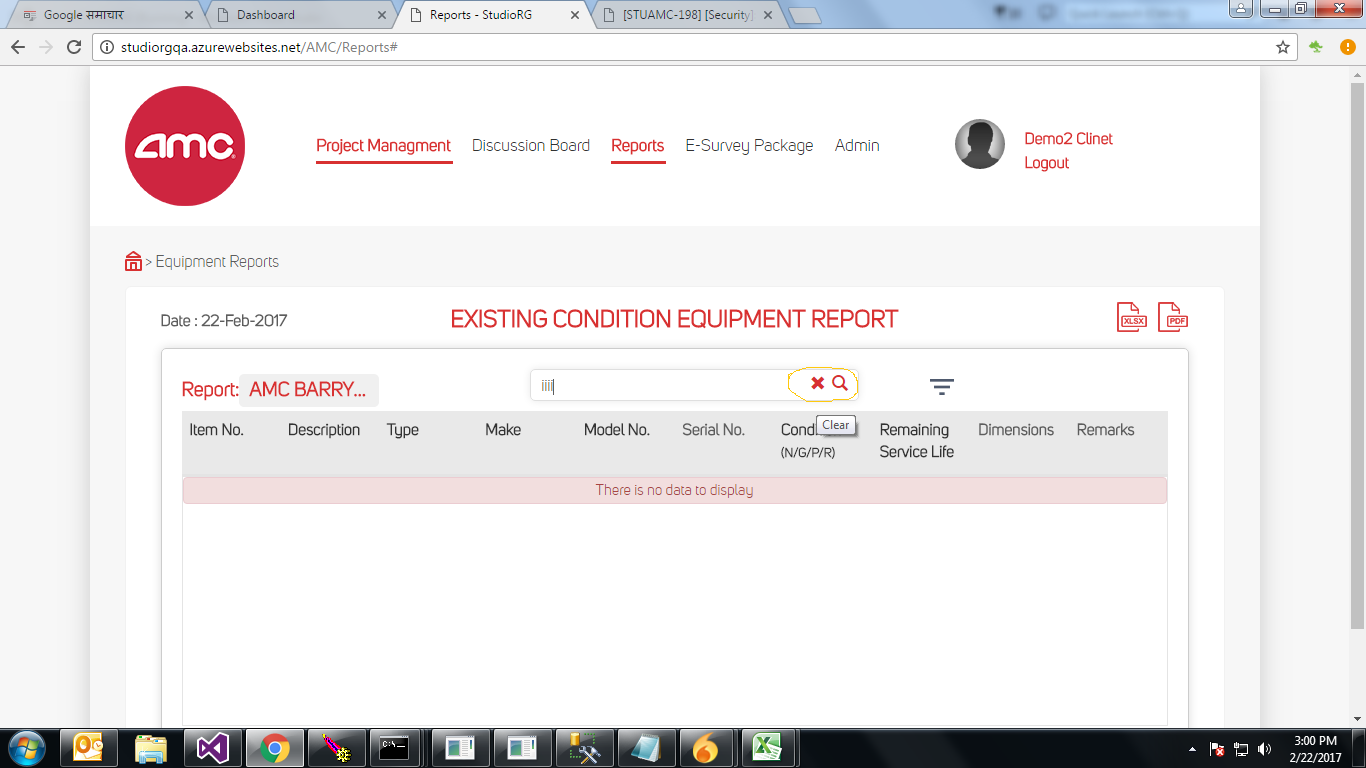 Google समाचार
Dashboard
Reports - StudioRG
[STUAMC-198] [Security]
studiorgqa.azurewebsites.net/AMC/Reports#
amc
Project Managment
Discussion Board
Reports
E-Survey Package
Admin
Demo2 Clinet
Logout
> Equipment Reports
Date : 22-Feb-2017
EXISTING CONDITION EQUIPMENT REPORT
XLSX
PDF
Report: AMC BARRY...
iiii
Clear
Item No.
Description
Type
Make
Model No.
Serial No.
Cond
(N/G/P/R)
Remaining
Service Life
Dimensions
Remarks
There is no data to display
C:\_
3:00 PM
2/22/2017